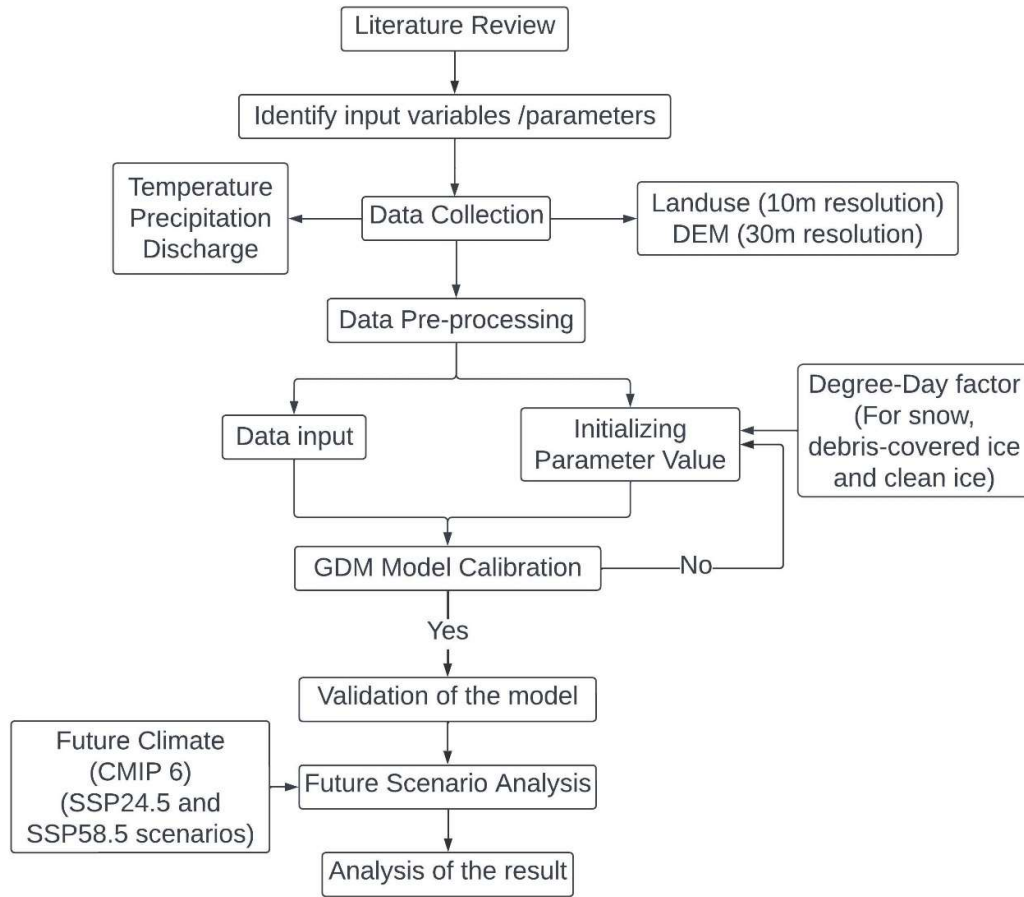 Literature Review
Identify input variables /parameters
Temperature
Precipitation
Discharge
Data Collection
Landuse (10m resolution)
DEM (30m resolution)
Data Pre-processing
Data input
Initializing
Parameter Value
Degree-Day factor
(For snow,
debris-covered ice
and clean ice)
GDM Model Calibration
No
Yes
Validation of the model
Future Climate
(CMIP 6)
(SSP24.5 and
SSP58.5 scenarios)
Future Scenario Analysis
Analysis of the result